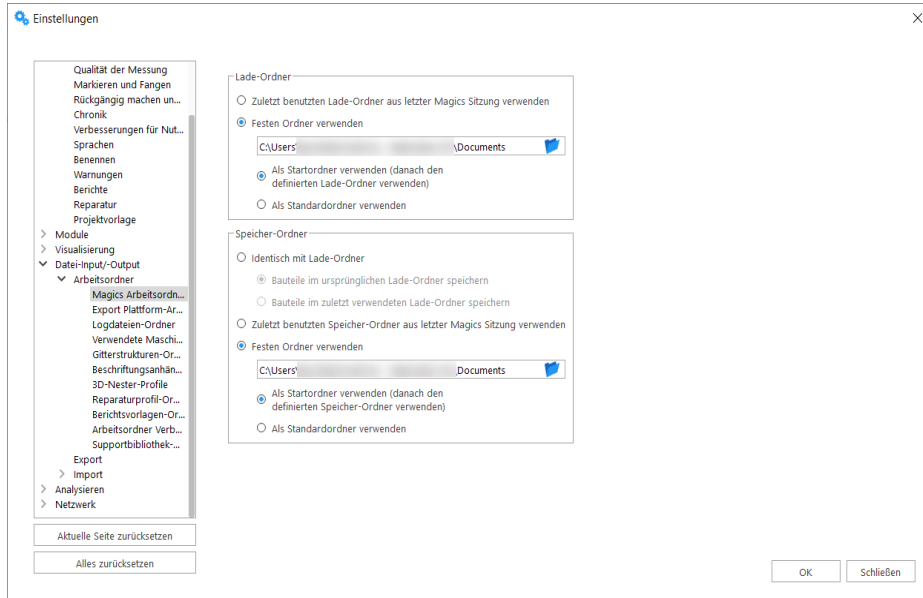 Einstellungen
Qualität der Messung
Markieren und Fangen
Rückgängig machen un...
Chronik
Verbesserungen für Nut...
Sprachen
Benennen
Warnungen
Berichte
Reparatur
Projektvorlage
Module
Visualisierung
Datei-Input/-Output
Arbeitsordner
Magics Arbeitsordn...
Export Plattform-Ar...
Logdateien-Ordner
Verwendete Maschi...
Gitterstrukturen-Or...
Beschriftungsanhän...
3D-Nester-Profile
Reparaturprofil-Or...
Berichtsvorlagen-Or...
Arbeitsordner Verb...
Supportbibliothek-...
Export
Import
Analysieren
Netzwerk
Aktuelle Seite zurücksetzen
Alles zurücksetzen
Lade-Ordner
Zuletzt benutzten Lade-Ordner aus letzter Magics Sitzung verwenden
Festen Ordner verwenden
C:\Users\ \Documents
Als Startordner verwenden (danach den
definierten Lade-Ordner verwenden)
Als Standardordner verwenden
Speicher-Ordner
Identisch mit Lade-Ordner
Bauteile im ursprünglichen Lade-Ordner speichern
Bauteile im zuletzt verwendeten Lade-Ordner speichern
Zuletzt benutzten Speicher-Ordner aus letzter Magics Sitzung verwenden
Festen Ordner verwenden
C:\Users\ Documents
Als Startordner verwenden (danach den
definierten Speicher-Ordner verwenden)
Als Standardordner verwenden
OK
Schließen